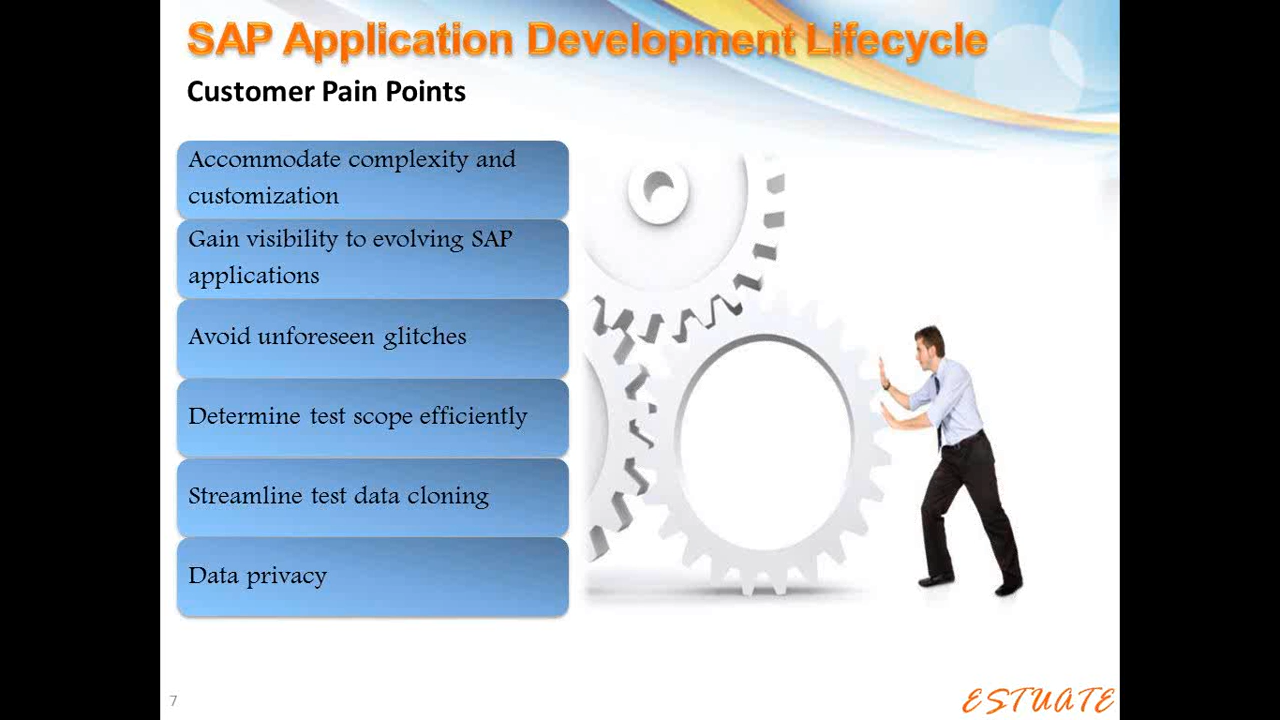 SAP Application Development Lifecycle
Customer Pain Points
Accommodate complexity and
customization
Gain visibility to evolving SAP
applications
Avoid unforeseen glitches
Determine test scope efficiently
Streamline test data cloning
Data privacy
7
ESTUATE